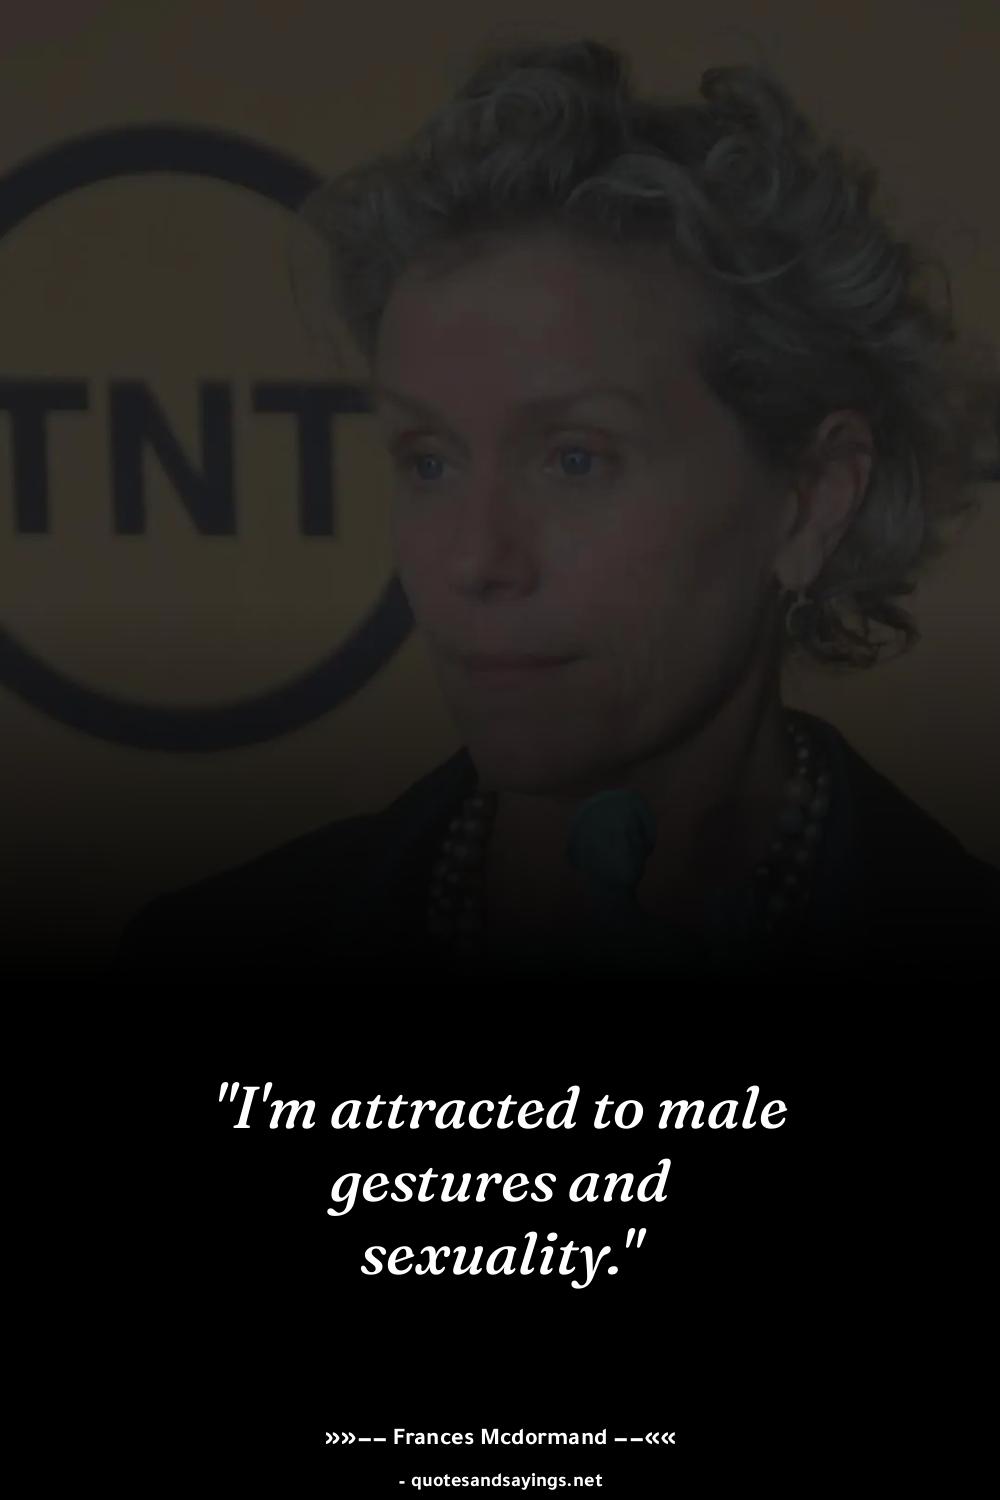 TNT
"I'm attracted to male
gestures and
sexuality."
»»–– Frances Mcdormand ––««
- quotesandsayings.net